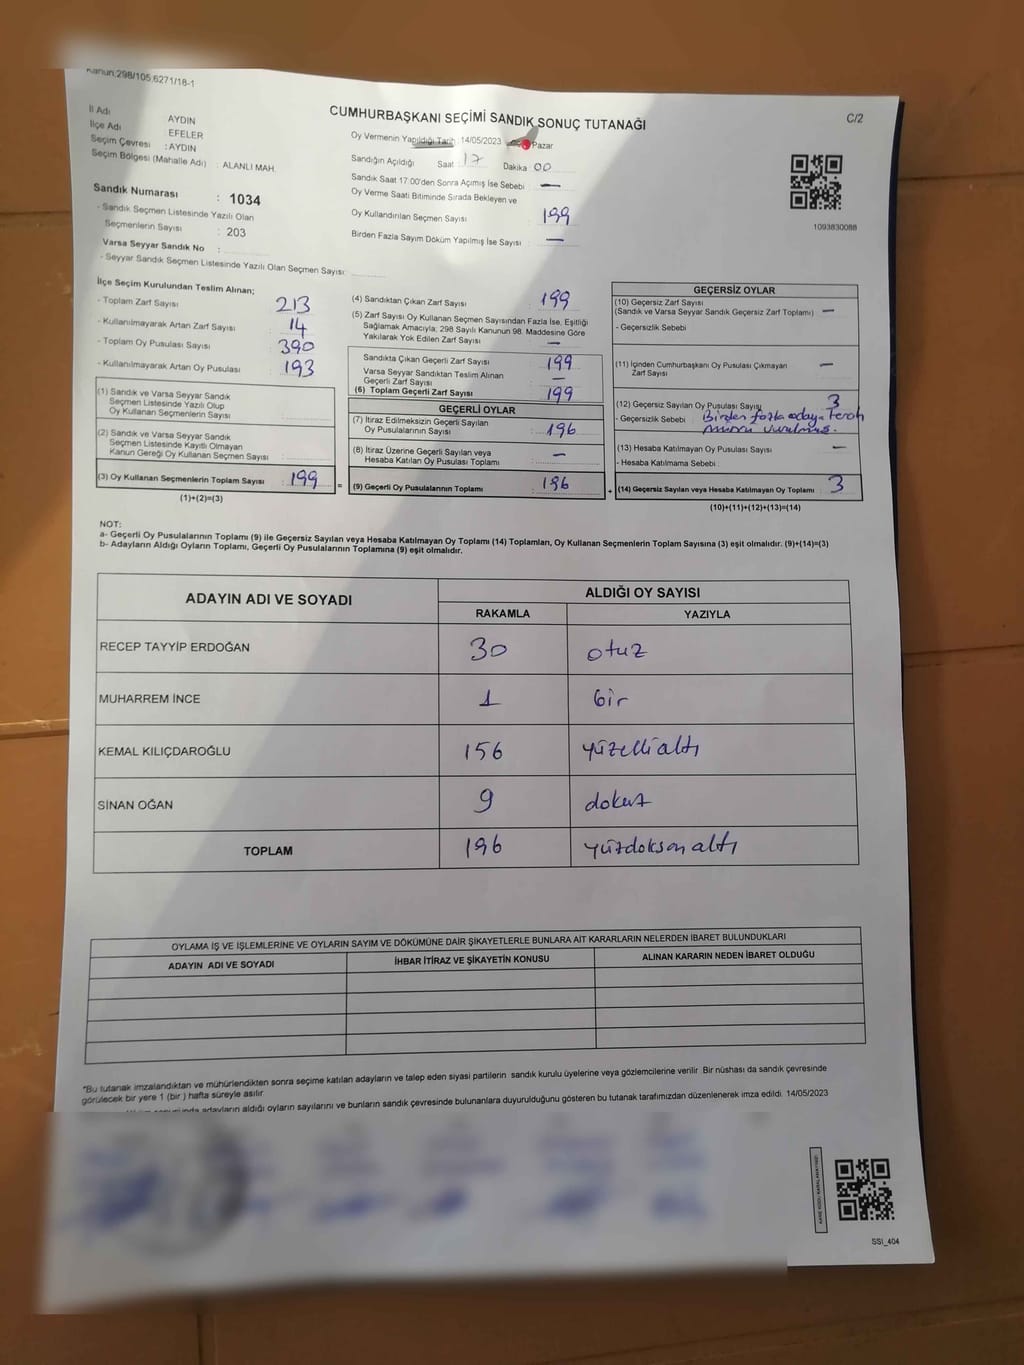 Kanun;298/105,6271/18-1
CUMHURBAŞKANI SEÇİMİ SANDIK SONUÇ TUTANAĞI
C/2
İl Adı AYDIN
İlçe Adı : EFELER
Seçim Çevresi : AYDIN
Seçim Bölgesi (Mahalle Adı) : ALANLI MAH.
Sandık Numarası : 1034
- Sandık Seçmen Listesinde Yazılı Olan
Seçmenlerin Sayısı : 203
Varsa Seyyar Sandık No :
- Seyyar Sandık Seçmen Listesinde Yazılı Olan Seçmen Sayısı:
Oy Vermenin Yapıldığı Tarih : 14/05/2023 Pazar
Sandığın Açıldığı Saat : 17 Dakika 00
Sandık Saat 17:00'den Sonra Açımış İse Sebebi : —
Oy Verme Saati Bitiminde Sırada Bekleyen ve
Oy Kullandırılan Seçmen Sayısı : 199
Birden Fazla Sayım Döküm Yapılmış İse Sayısı : —
1093830088
İlçe Seçim Kurulundan Teslim Alınan;
- Toplam Zarf Sayısı 213
- Kullanılmayarak Artan Zarf Sayısı : 14
- Toplam Oy Pusulası Sayısı : 390
- Kullanılmayarak Artan Oy Pusulası : 193
(1) Sandık ve Varsa Seyyar Sandık
Seçmen Listesinde Yazılı Olup
Oy Kullanan Seçmenlerin Sayısı :
(2) Sandık ve Varsa Seyyar Sandık
Seçmen Listesinde Kayıtlı Olmayan
Kanun Gereği Oy Kullanan Seçmen Sayısı :
(3) Oy Kullanan Seçmenlerin Toplam Sayısı : 199 =
(1)+(2)=(3)
(4) Sandıktan Çıkan Zarf Sayısı : 199
(5) Zarf Sayısı Oy Kullanan Seçmen Sayısından Fazla İse, Eşitliği
Sağlamak Amacıyla; 298 Sayılı Kanunun 98. Maddesine Göre
Yakılarak Yok Edilen Zarf Sayısı : —
Sandıkta Çıkan Geçerli Zarf Sayısı : 199
Varsa Seyyar Sandıktan Teslim Alınan
Geçerli Zarf Sayısı : —
(6) Toplam Geçerli Zarf Sayısı : 199
GEÇERLİ OYLAR
(7) İtiraz Edilmeksizin Geçerli Sayılan
Oy Pusulalarının Sayısı : 196
(8) İtiraz Üzerine Geçerli Sayılan veya
Hesaba Katılan Oy Pusulası Toplamı : —
(9) Geçerli Oy Pusulalarının Toplamı : 196 +
GEÇERSİZ OYLAR
(10) Geçersiz Zarf Sayısı
(Sandık ve Varsa Seyyar Sandık Geçersiz Zarf Toplamı) : —
- Geçersizlik Sebebi :
(11) İçinden Cumhurbaşkanı Oy Pusulası Çıkmayan
Zarf Sayısı : —
(12) Geçersiz Sayılan Oy Pusulası Sayısı : 3
- Geçersizlik Sebebi : Birden fazla adaya Tercih
mührü vurulmuş.
(13) Hesaba Katılmayan Oy Pusulası Sayısı : —
- Hesaba Katılmama Sebebi :
(14) Geçersiz Sayılan veya Hesaba Katılmayan Oy Toplamı : 3
(10)+(11)+(12)+(13)=(14)
NOT:
a- Geçerli Oy Pusulalarının Toplamı (9) ile Geçersiz Sayılan veya Hesaba Katılmayan Oy Toplamı (14) Toplamları, Oy Kullanan Seçmenlerin Toplam Sayısına (3) eşit olmalıdır. (9)+(14)=(3)
b- Adayların Aldığı Oyların Toplamı, Geçerli Oy Pusulalarının Toplamına (9) eşit olmalıdır.
ADAYIN ADI VE SOYADI ALDIĞI OY SAYISI
RAKAMLA YAZIYLA
RECEP TAYYİP ERDOĞAN 30 otuz
MUHARREM İNCE 1 bir
KEMAL KILIÇDAROĞLU 156 yüzelli altı
SİNAN OĞAN 9 dokuz
TOPLAM 196 yüzdoksan altı
OYLAMA İŞ VE İŞLEMLERİNE VE OYLARIN SAYIM VE DÖKÜMÜNE DAİR ŞİKAYETLERLE BUNLARA AİT KARARLARIN NELERDEN İBARET BULUNDUKLARI
ADAYIN ADI VE SOYADI İHBAR İTİRAZ VE ŞİKAYETİN KONUSU ALINAN KARARIN NEDEN İBARET OLDUĞU
*Bu tutanak imzalandıktan ve mühürlendikten sonra seçime katılan adayların ve talep eden siyasi partilerin sandık kurulu üyelerine veya gözlemcilerine verilir. Bir nüshası da sandık çevresinde
görülecek bir yere 1 (bir ) hafta süreyle asılır.
adayların aldığı oyların sayılarını ve bunların sandık çevresinde bulunanlara duyurulduğunu gösteren bu tutanak tarafımızdan düzenlenerek imza edildi. 14/05/2023
SSI_404